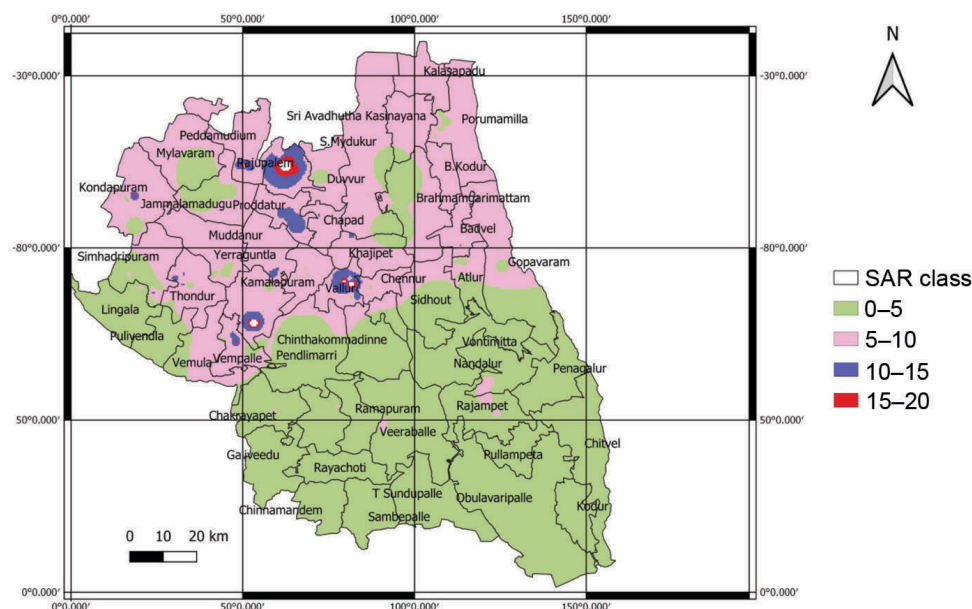 0°0.000′ 50°0.000′ 100°0.000′ 150°0.000′
-30°0.000′ -30°0.000′
N
Kalasapadu
Sri Avadhutha Kasinayana
Porumamilla
Peddamudium
S.Mydukur
Mylavaram
Rajupalem
B.Kodur
Duvvur
Kondapuram
Brahmamgarimattam
Jammalamadugu
Proddatur
Chapad
Badvel
Muddanur
-80°0.000′ -80°0.000′
Khajipet
Simhadripuram
Yerraguntla
Gopavaram
Kamalapuram
Chennur
Atlur
Vallur
Thondur
Sidhout
Lingala
Pulivendla
Chinthakommadinne
Vontimitta
Vemula
Vempalle
Pendlimarri
Nandalur
Penagalur
Chakrayapet
Ramapuram
Rajampet
50°0.000′ 50°0.000′
Veeraballe
Chitvel
Galiveedu
Pullampeta
Rayachoti
T Sundupalle
Obulavaripalle
Chinnamandem
Kodur
Sambepalle
0 10 20 km
0°0.000′ 0°0.000′
0°0.000′ 50°0.000′ 100°0.000′ 150°0.000′
SAR class
0–5
5–10
10–15
15–20